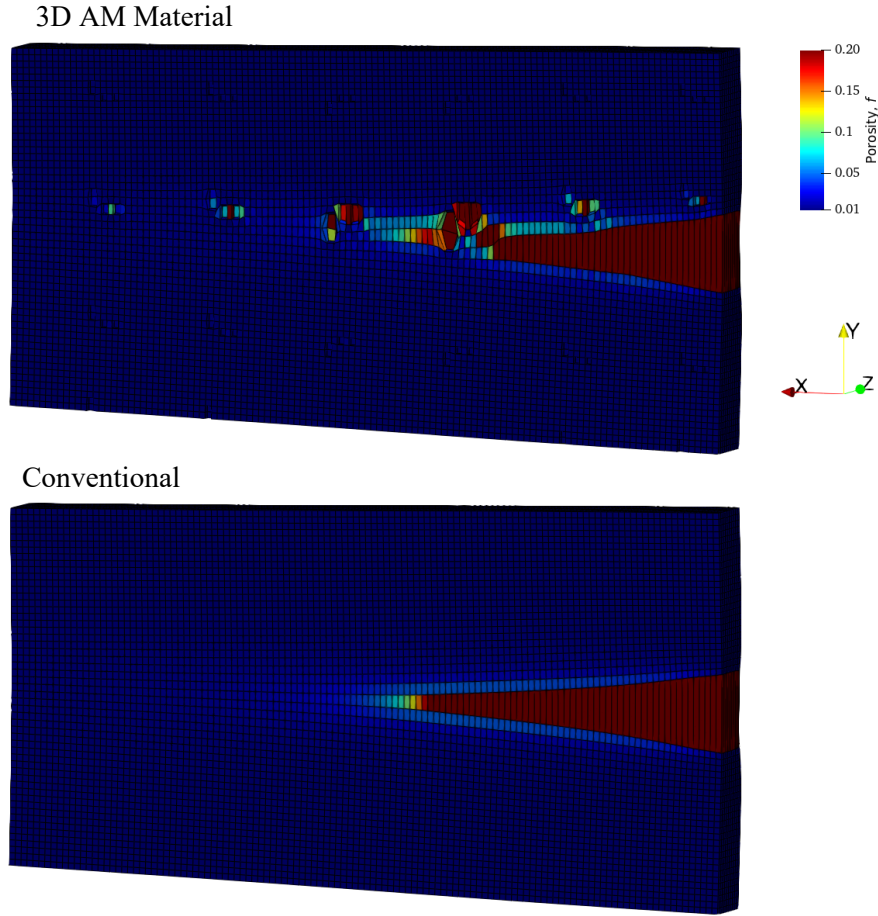 3D AM Material
0.20
0.15
0.1
0.05
0.01
Porosity, f
Y
X
Z
Conventional